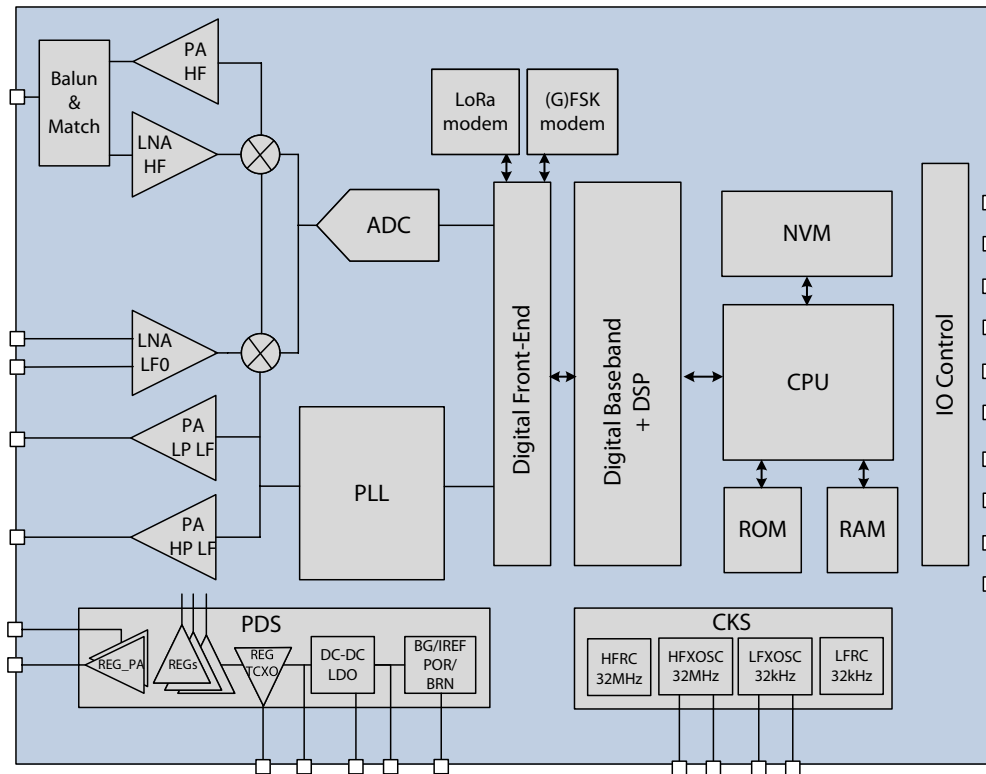 PA
HF
Balun
&
Match
LNA
HF
LoRa
modem
(G)FSK
modem
ADC
NVM
LNA
LF0
Digital Front-End
Digital Baseband
+ DSP
CPU
IO Control
PA
LP LF
PLL
PA
HP LF
ROM
RAM
PDS
REG_PA
REGs
REG
TCXO
DC-DC
LDO
BG/IREF
POR/
BRN
CKS
HFRC
32MHz
HFXOSC
32MHz
LFXOSC
32kHz
LFRC
32kHz